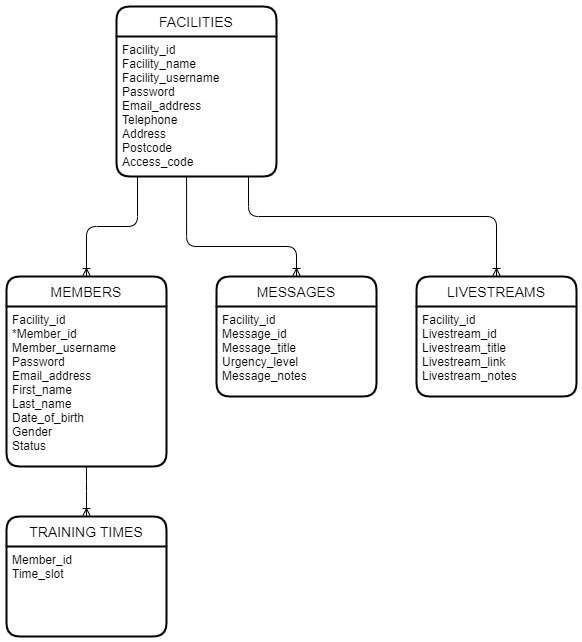 FACILITIES
Facility_id
Facility_name
Facility_username
Password
Email_address
Telephone
Address
Postcode
Access_code
MEMBERS
Facility_id
*Member_id
Member_username
Password
Email_address
First_name
Last_name
Date_of_birth
Gender
Status
MESSAGES
Facility_id
Message_id
Message_title
Urgency_level
Message_notes
LIVESTREAMS
Facility_id
Livestream_id
Livestream_title
Livestream_link
Livestream_notes
TRAINING TIMES
Member_id
Time_slot